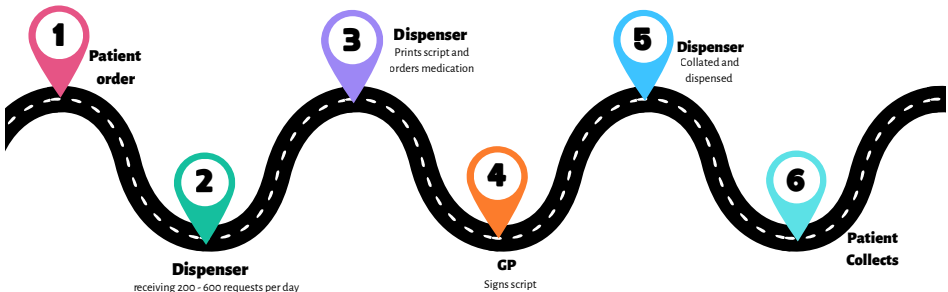 1
Patient
order
2
Dispenser
receiving 200 - 600 requests per day
3
Dispenser
Prints script and
orders medication
4
GP
Signs script
5
Dispenser
Collated and
dispensed
6
Patient
Collects